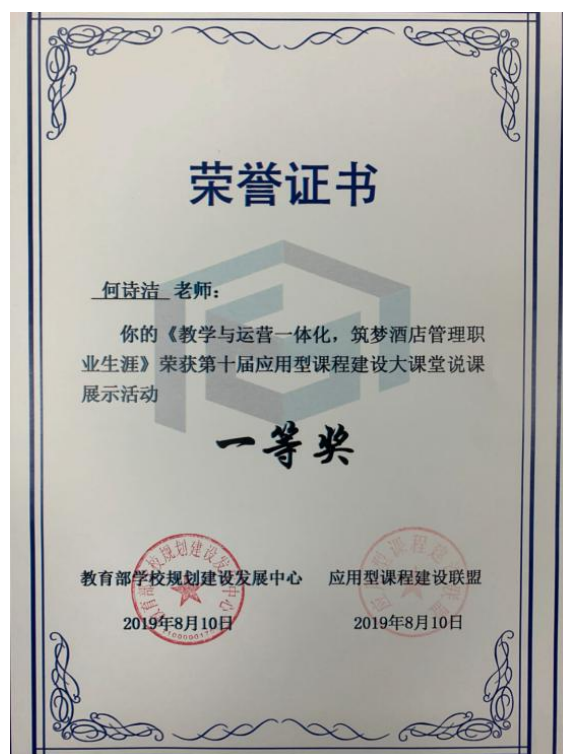 荣誉证书
何诗洁 老师:
你的《教学与运营一体化，筑梦酒店管理职
业生涯》荣获第十届应用型课程建设大课堂说课
展示活动
一等奖
教育部学校规划建设发展中心 应用型课程建设联盟
2019年8月10日 2019年8月10日